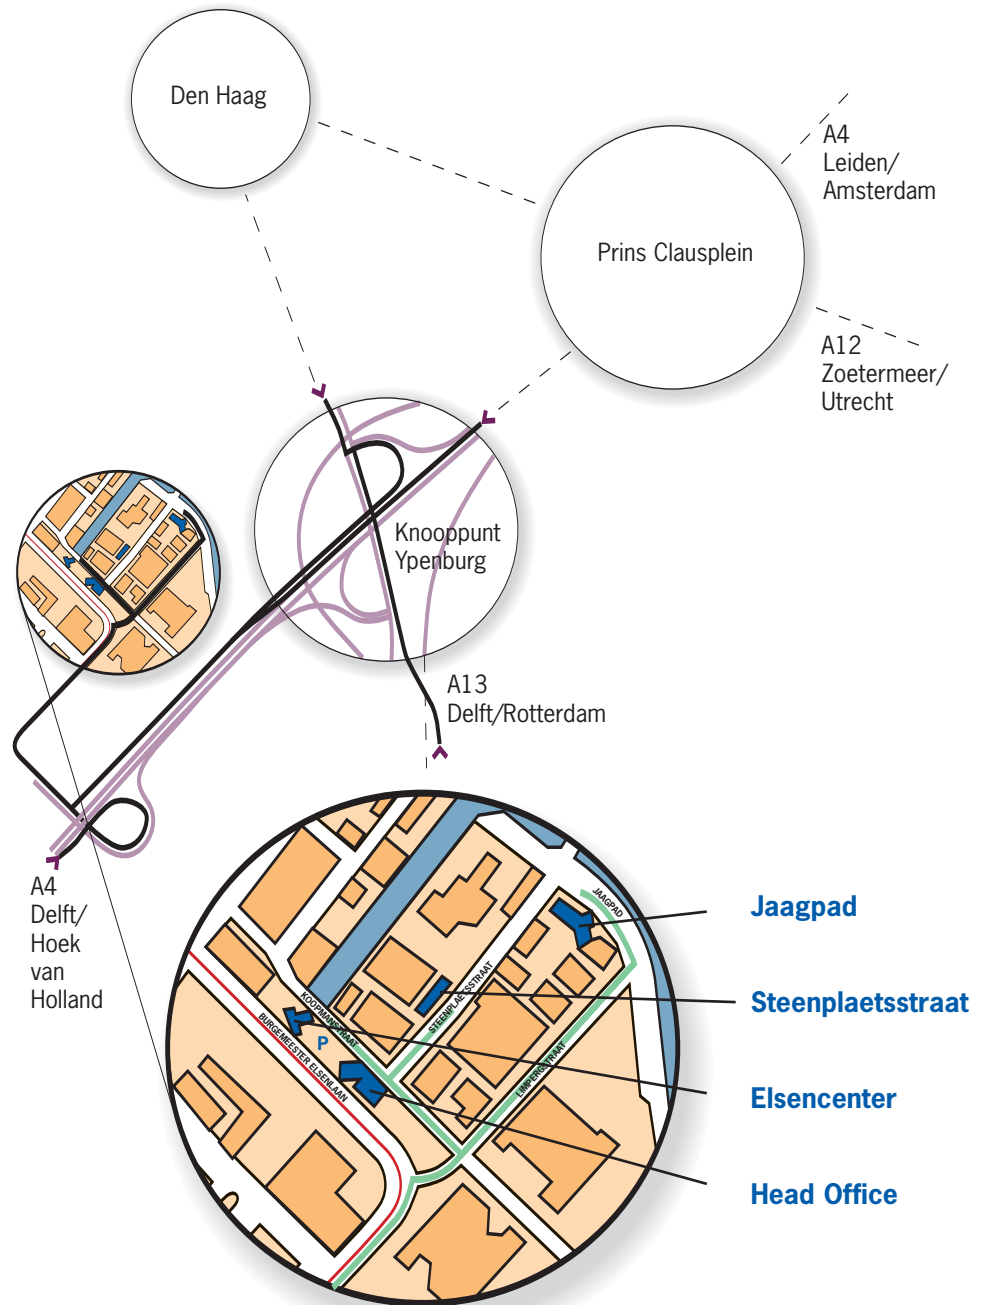 Den Haag
A4
Leiden/
Amsterdam
Prins Clausplein
A12
Zoetermeer/
Utrecht
Knooppunt
Ypenburg
A13
Delft/Rotterdam
A4
Delft/
Hoek
van
Holland
JAAGPAD
Jaagpad
STEENPLAETSSTRAAT
Steenplaetsstraat
KOOPMANSTRAAT
BURGEMEESTER ELSENLAAN
P
LIMPERGSTRAAT
Elsencenter
Head Office